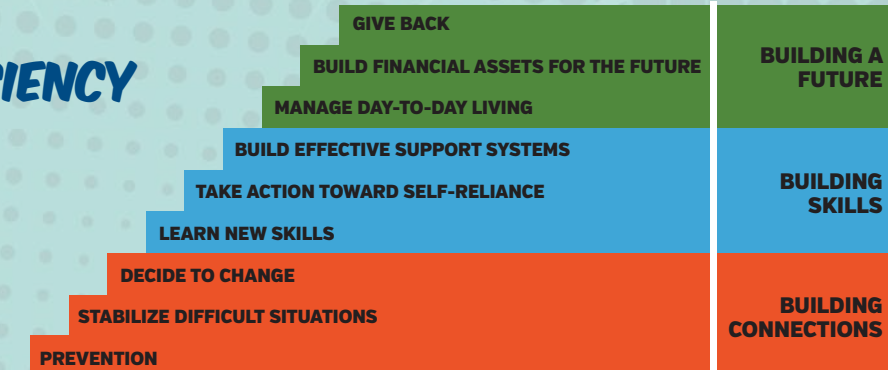 GIVE BACK
BUILD FINANCIAL ASSETS FOR THE FUTURE
MANAGE DAY-TO-DAY LIVING
BUILDING A
FUTURE
BUILD EFFECTIVE SUPPORT SYSTEMS
TAKE ACTION TOWARD SELF-RELIANCE
LEARN NEW SKILLS
BUILDING
SKILLS
DECIDE TO CHANGE
STABILIZE DIFFICULT SITUATIONS
PREVENTION
BUILDING
CONNECTIONS